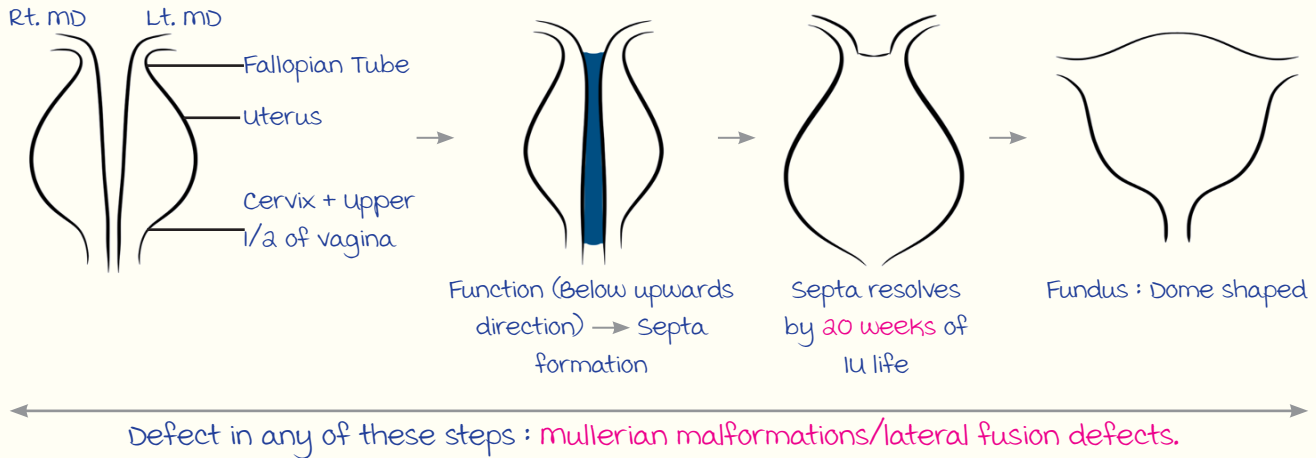 Rt. MD
Lt. MD
Fallopian Tube
Uterus
Cervix + Upper
1/2 of vagina
Function (Below upwards
direction) → Septa
formation
Septa resolves
by 20 weeks of
IU life
Fundus : Dome shaped
Defect in any of these steps : Mullerian malformations/lateral fusion defects.